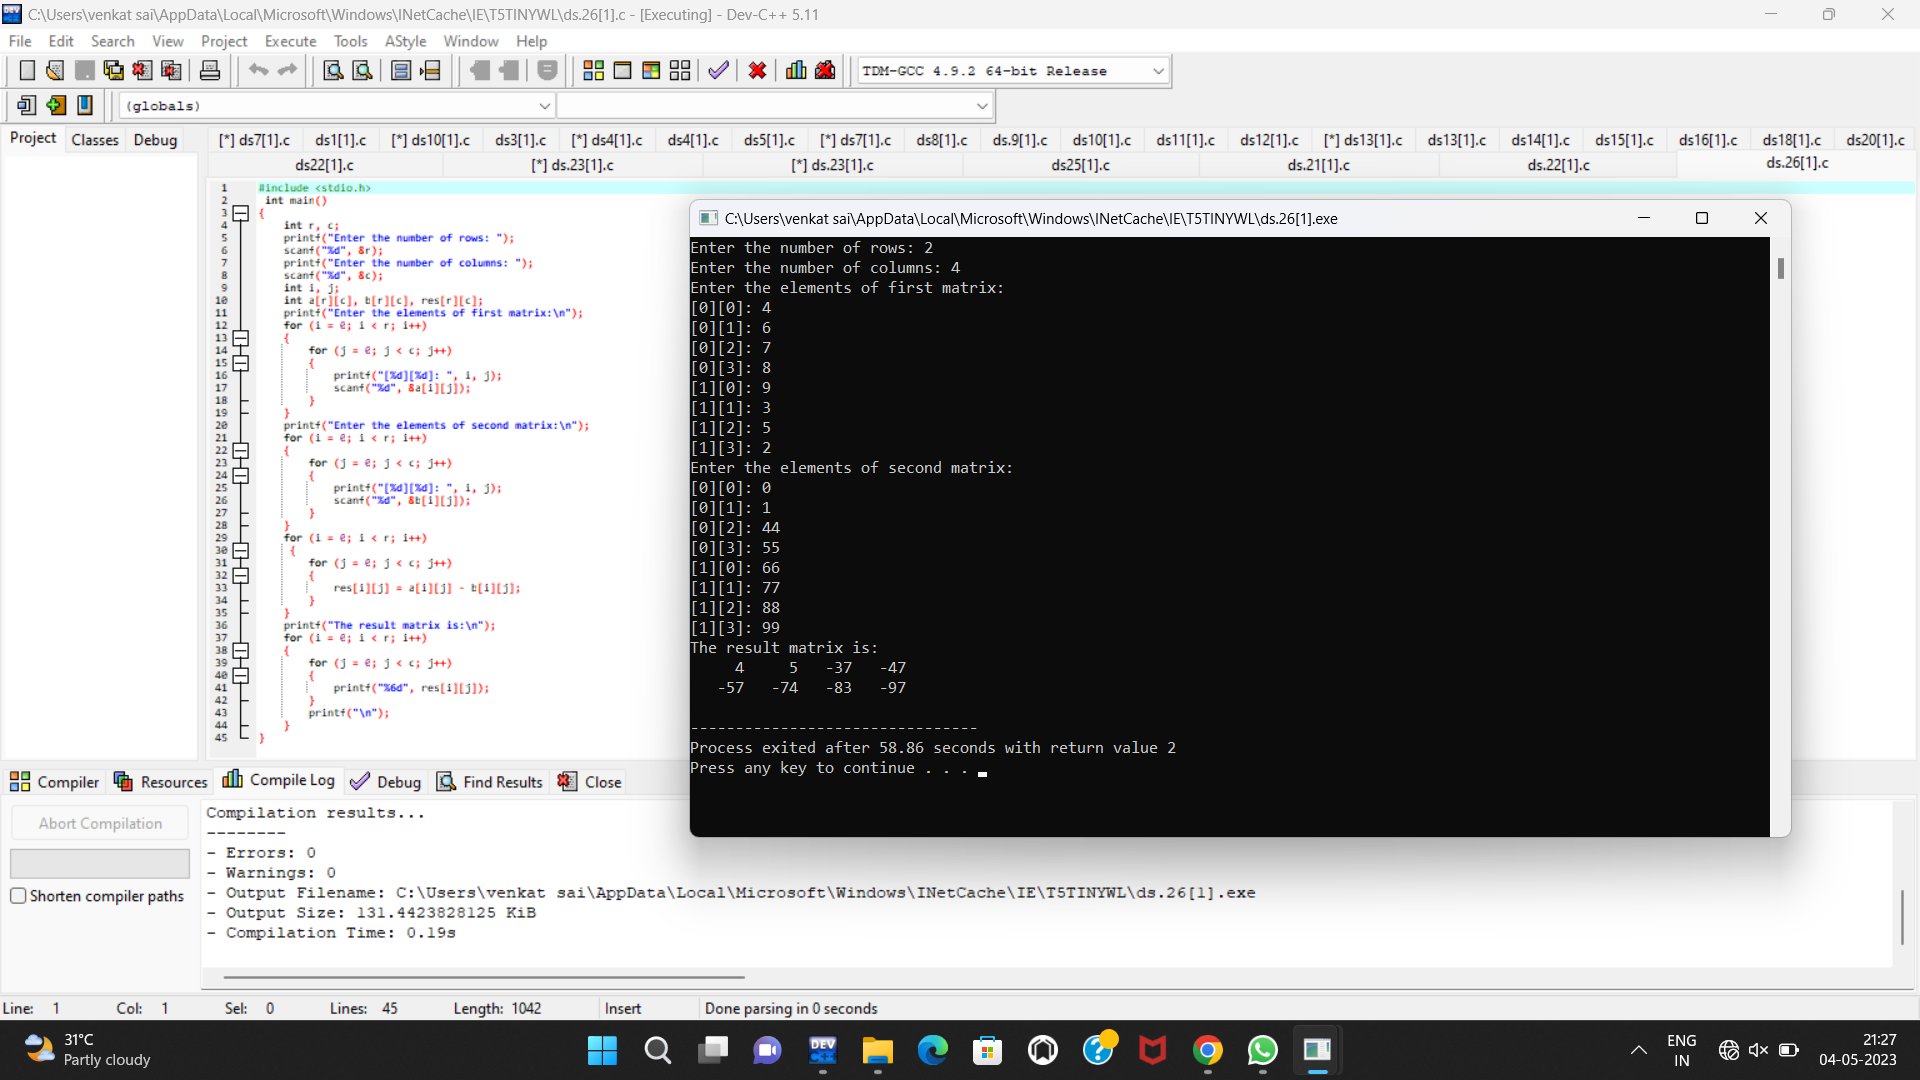 C:\Users\venkat sai\AppData\Local\Microsoft\Windows\INetCache\IE\T5TINYWL\ds.26[1].c - [Executing] - Dev-C++ 5.11
File Edit Search View Project Execute Tools AStyle Window Help
TDM-GCC 4.9.2 64-bit Release
(globals)
Project Classes Debug
[*] ds7[1].c ds1[1].c [*] ds10[1].c ds3[1].c [*] ds4[1].c ds4[1].c ds5[1].c [*] ds7[1].c ds8[1].c ds.9[1].c ds10[1].c ds11[1].c ds12[1].c [*] ds13[1].c ds13[1].c ds14[1].c ds15[1].c ds16[1].c ds18[1].c ds20[1].c
ds22[1].c [*] ds.23[1].c [*] ds.23[1].c ds25[1].c ds.21[1].c ds.22[1].c ds.26[1].c
1 #include <stdio.h>
2 int main()
3 {
4 int r, c;
5 printf("Enter the number of rows: ");
6 scanf("%d", &r);
7 printf("Enter the number of columns: ");
8 scanf("%d", &c);
9 int i, j;
10 int a[r][c], b[r][c], res[r][c];
11 printf("Enter the elements of first matrix:\n");
12 for (i = 0; i < r; i++)
13 {
14 for (j = 0; j < c; j++)
15 {
16 printf("[%d][%d]: ", i, j);
17 scanf("%d", &a[i][j]);
18 }
19 }
20 printf("Enter the elements of second matrix:\n");
21 for (i = 0; i < r; i++)
22 {
23 for (j = 0; j < c; j++)
24 {
25 printf("[%d][%d]: ", i, j);
26 scanf("%d", &b[i][j]);
27 }
28 }
29 for (i = 0; i < r; i++)
30 {
31 for (j = 0; j < c; j++)
32 {
33 res[i][j] = a[i][j] - b[i][j];
34 }
35 }
36 printf("The result matrix is:\n");
37 for (i = 0; i < r; i++)
38 {
39 for (j = 0; j < c; j++)
40 {
41 printf("%6d", res[i][j]);
42 }
43 printf("\n");
44 }
45 }
C:\Users\venkat sai\AppData\Local\Microsoft\Windows\INetCache\IE\T5TINYWL\ds.26[1].exe
Enter the number of rows: 2
Enter the number of columns: 4
Enter the elements of first matrix:
[0][0]: 4
[0][1]: 6
[0][2]: 7
[0][3]: 8
[1][0]: 9
[1][1]: 3
[1][2]: 5
[1][3]: 2
Enter the elements of second matrix:
[0][0]: 0
[0][1]: 1
[0][2]: 44
[0][3]: 55
[1][0]: 66
[1][1]: 77
[1][2]: 88
[1][3]: 99
The result matrix is:
4 5 -37 -47
-57 -74 -83 -97
--------------------------------
Process exited after 58.86 seconds with return value 2
Press any key to continue . . .
Compiler Resources Compile Log Debug Find Results Close
Abort Compilation
Shorten compiler paths
Compilation results...
--------
- Errors: 0
- Warnings: 0
- Output Filename: C:\Users\venkat sai\AppData\Local\Microsoft\Windows\INetCache\IE\T5TINYWL\ds.26[1].exe
- Output Size: 131.4423828125 KiB
- Compilation Time: 0.19s
Line: 1 Col: 1 Sel: 0 Lines: 45 Length: 1042 Insert Done parsing in 0 seconds
31°C
Partly cloudy
DEV
C++
ENG
IN
21:27
04-05-2023